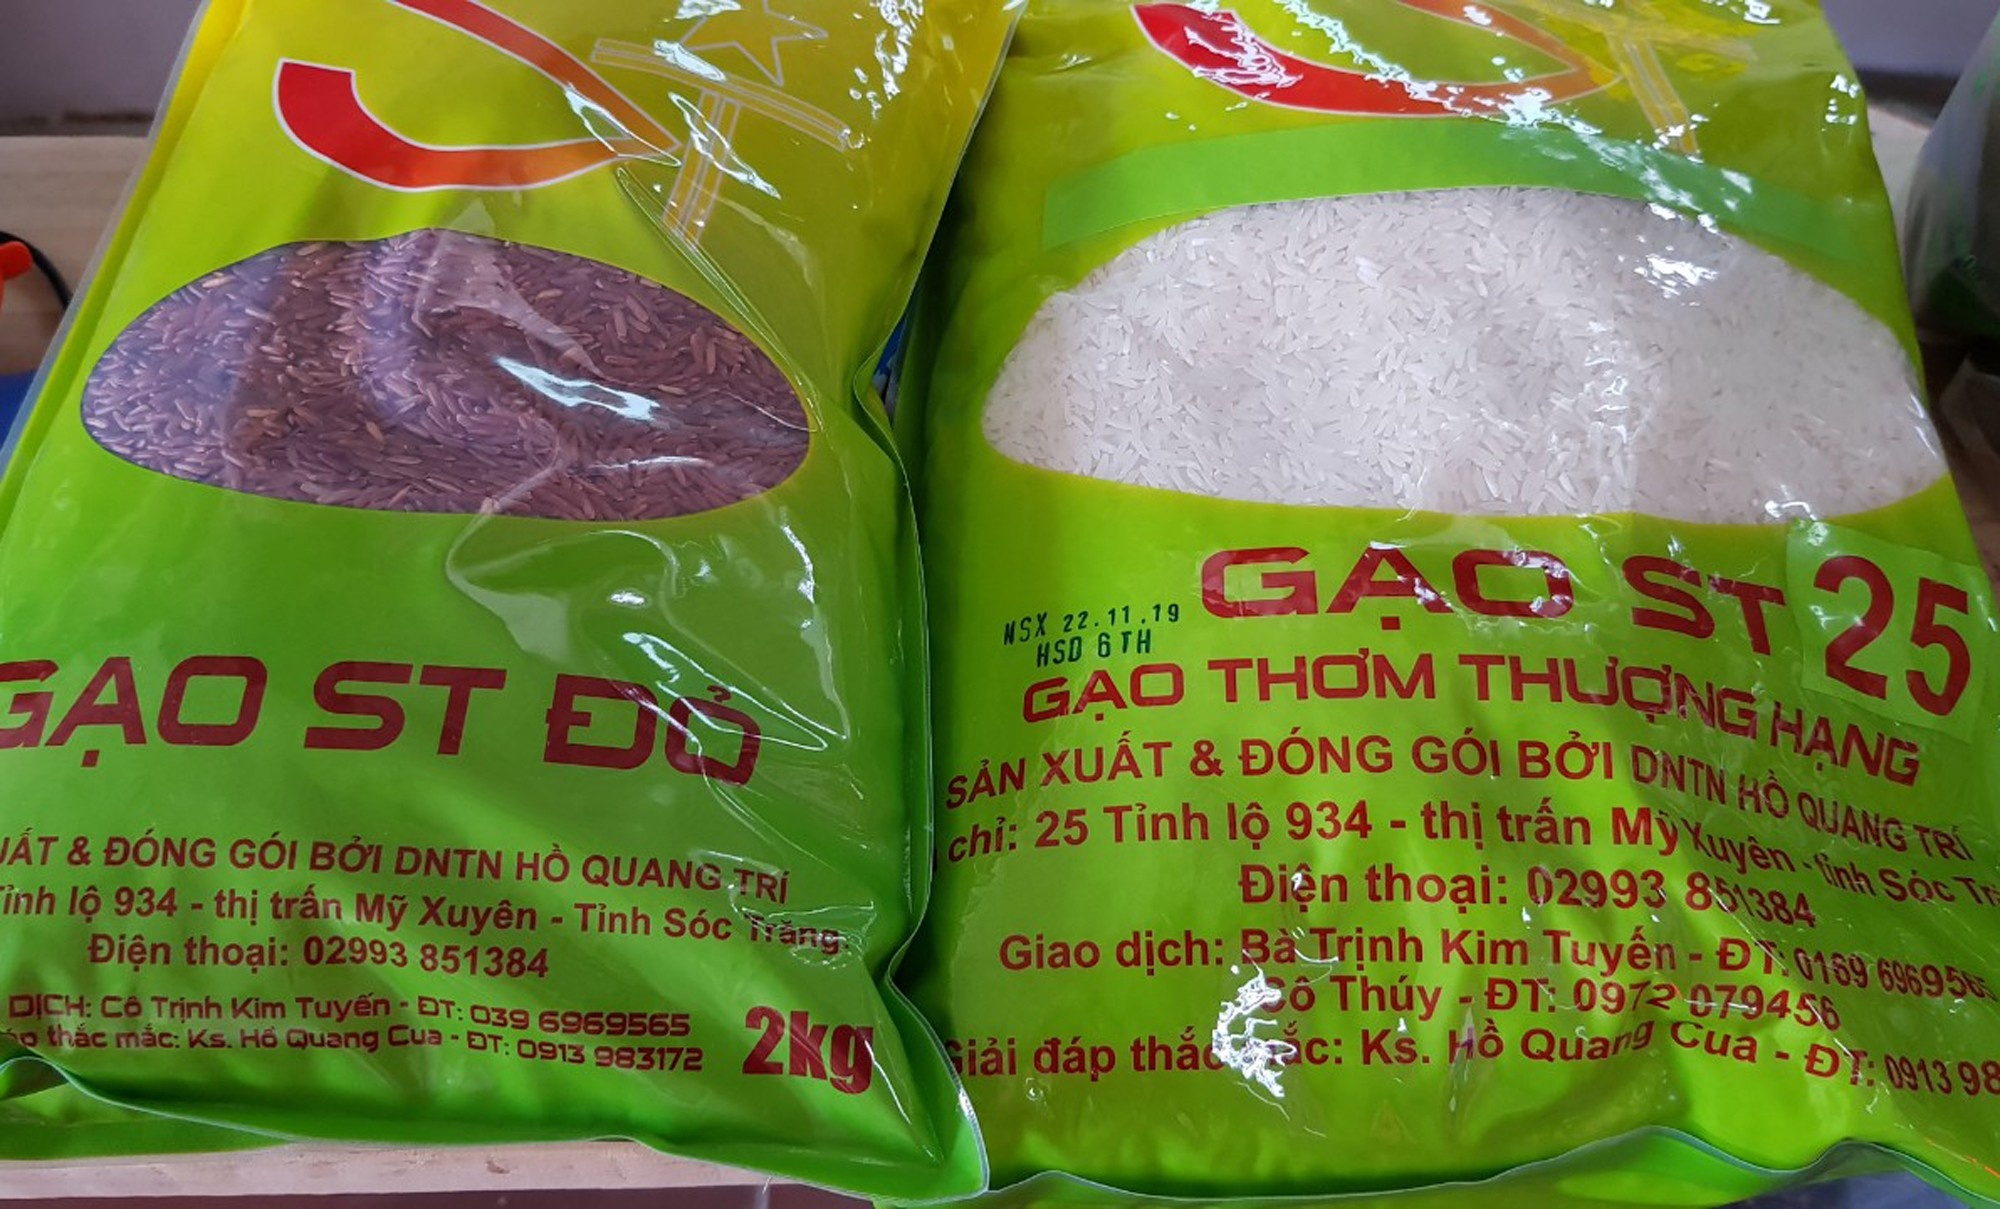 GẠO ST ĐỎ
& ĐÓNG GÓI BỞI DNTN HỒ QUANG TRÍ
lộ 934 - thị trấn Mỹ Xuyên - Tỉnh Sóc Trăng
Điện thoại: 02993 851384
DỊCH: Cô Trịnh Kim Tuyến - ĐT: 039 6969565
thắc mắc: Ks. Hồ Quang Cua - ĐT: 0913 983172
2kg
GẠO ST 25
NSX 22.11.19
HSD 6TH
GẠO THƠM THƯỢNG HẠNG
SẢN XUẤT & ĐÓNG GÓI BỞI DNTN HỒ QUANG TRÍ
chỉ: 25 Tỉnh lộ 934 - thị trấn Mỹ Xuyên - tỉnh Sóc
Điện thoại: 02993 851384
Giao dịch: Bà Trịnh Kim Tuyến - ĐT: 0169 6969565
Cô Thúy - ĐT: 0972 079456
Giải đáp thắc mắc: Ks. Hồ Quang Cua - ĐT: 0913 98